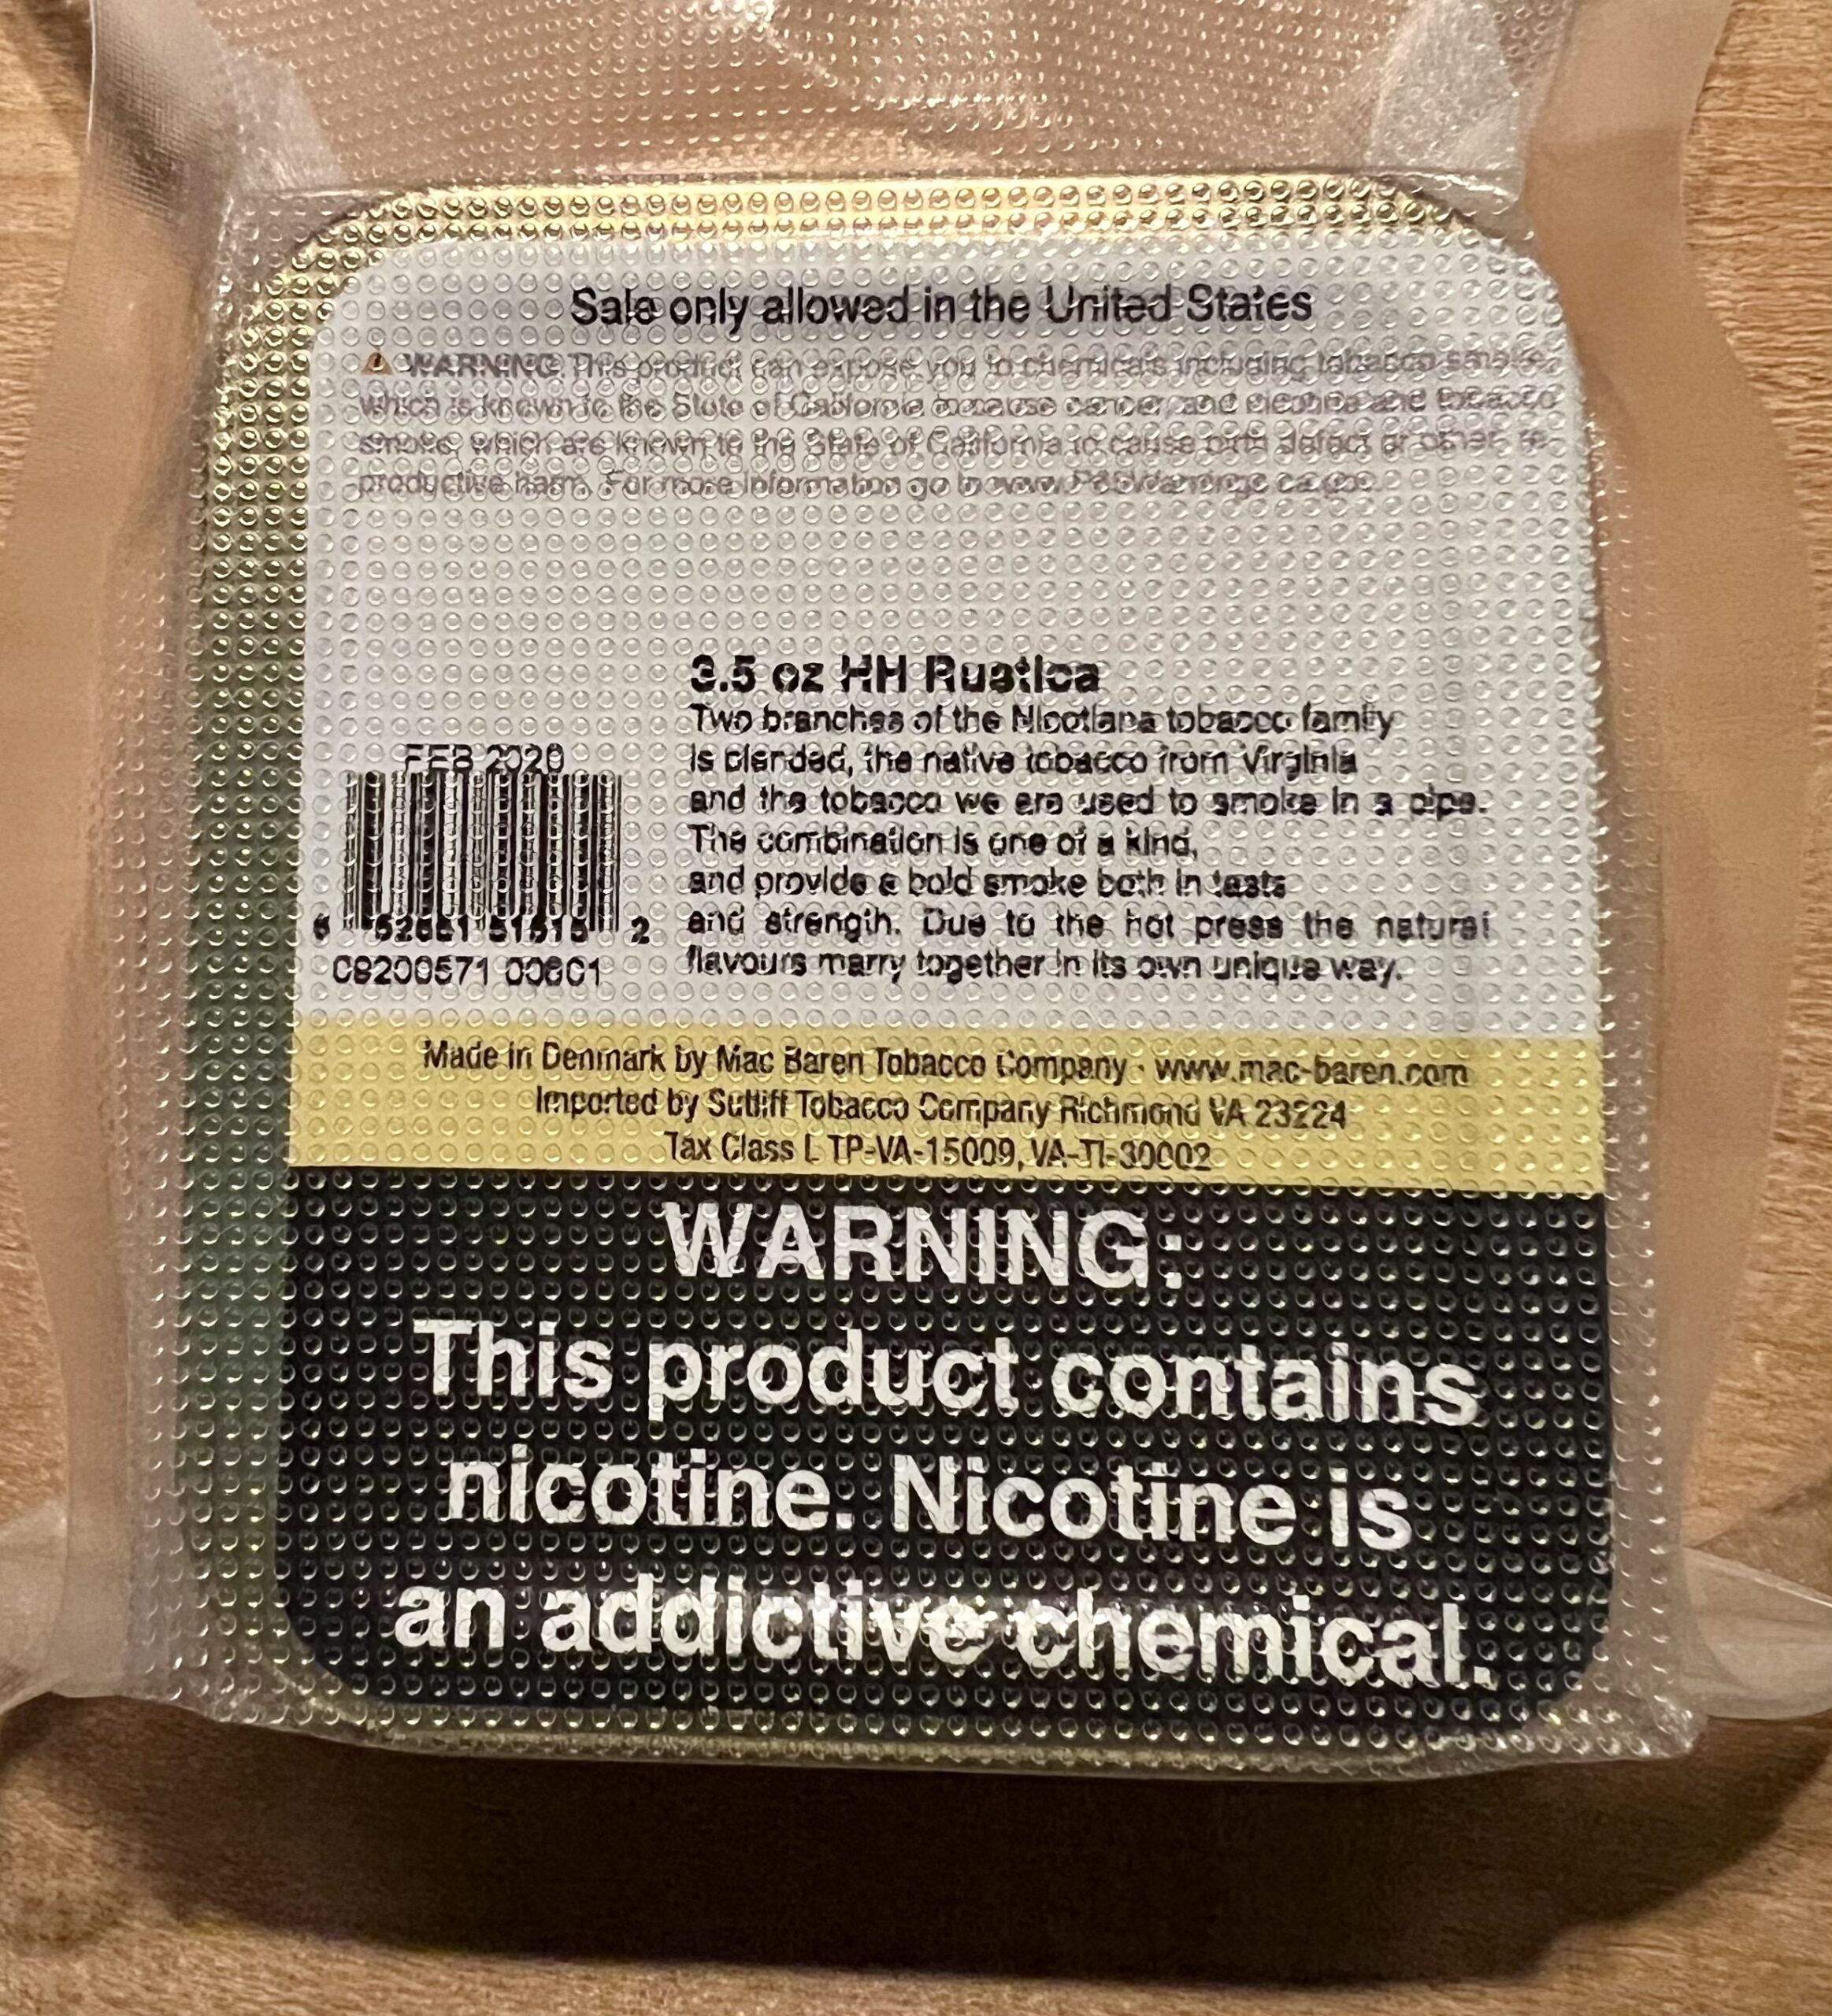 Sale only allowed in the United States
WARNING: This product can expose you to chemicals including tobacco smoke,
which is known to the State of California to cause cancer, and nicotine and tobacco
smoke, which are known to the State of California to cause birth defect or other re-
productive harm. For more information go to www.P65Warnings.ca.gov.
3.5 oz HH Rustica
Two branches of the Nicotiana tobacco family
is blended, the native tobacco from Virginia
and the tobacco we are used to smoke in a pipe.
The combination is one of a kind,
and provide a bold smoke both in taste
and strength. Due to the hot press the natural
flavours marry together in its own unique way.
FEB 2020
Made in Denmark by Mac Baren Tobacco Company · www.mac-baren.com
Imported by Sutliff Tobacco Company Richmond VA 23224
Tax Class L TP-VA-15009, VA-TI-30002
WARNING:
This product contains
nicotine. Nicotine is
an addictive chemical.